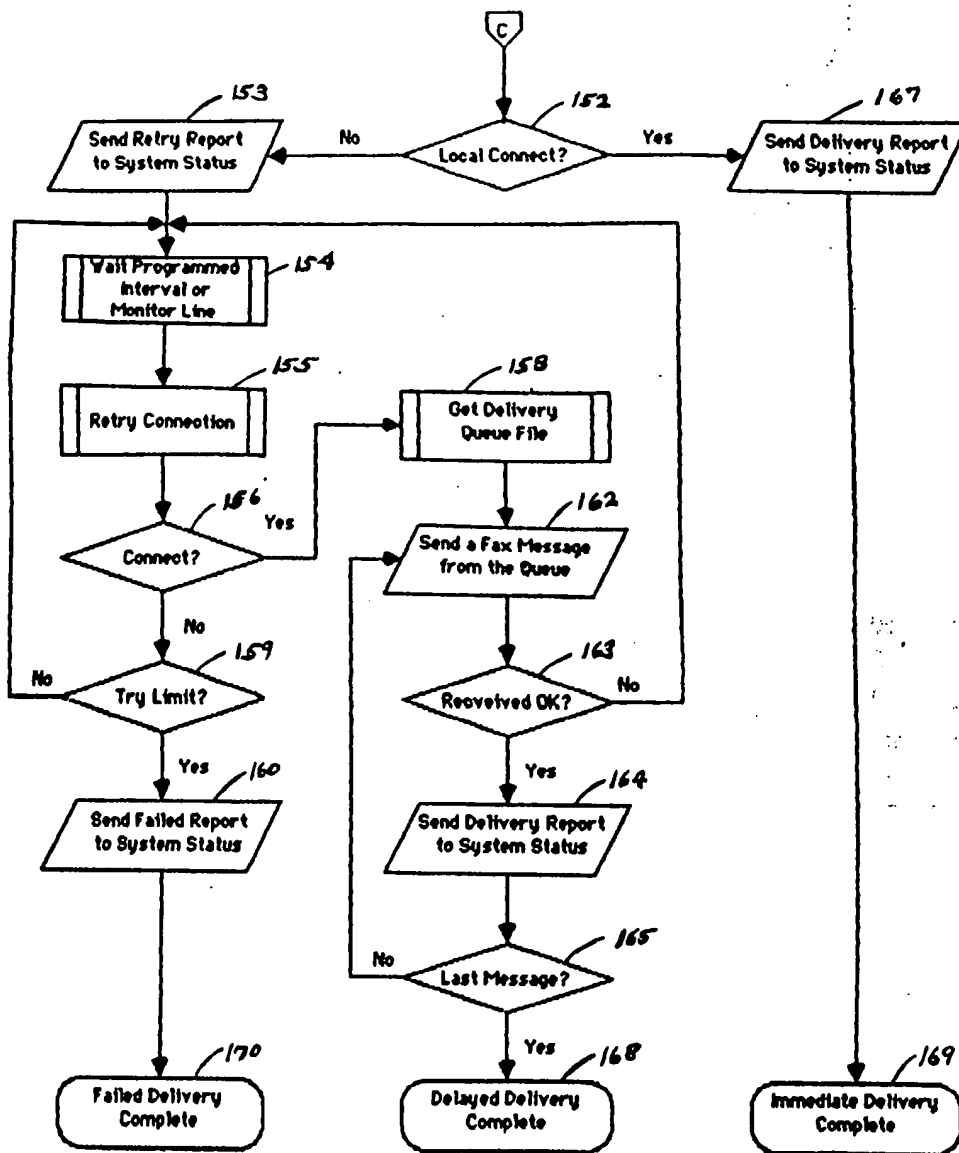 C
153
152
167
Send Retry Report
to System Status
No
Local Connect?
Yes
Send Delivery Report
to System Status
154
Wait Programmed
Interval or
Monitor Line
155
Retry Connection
158
Get Delivery
Queue File
156
Connect?
Yes
No
162
Send a Fax Message
from the Queue
159
No
Try Limit?
Yes
163
Recveived OK?
No
Yes
160
Send Failed Report
to System Status
164
Send Delivery Report
to System Status
165
No
Last Message?
Yes
170
Failed Delivery
Complete
168
Delayed Delivery
Complete
169
Immediate Delivery
Complete